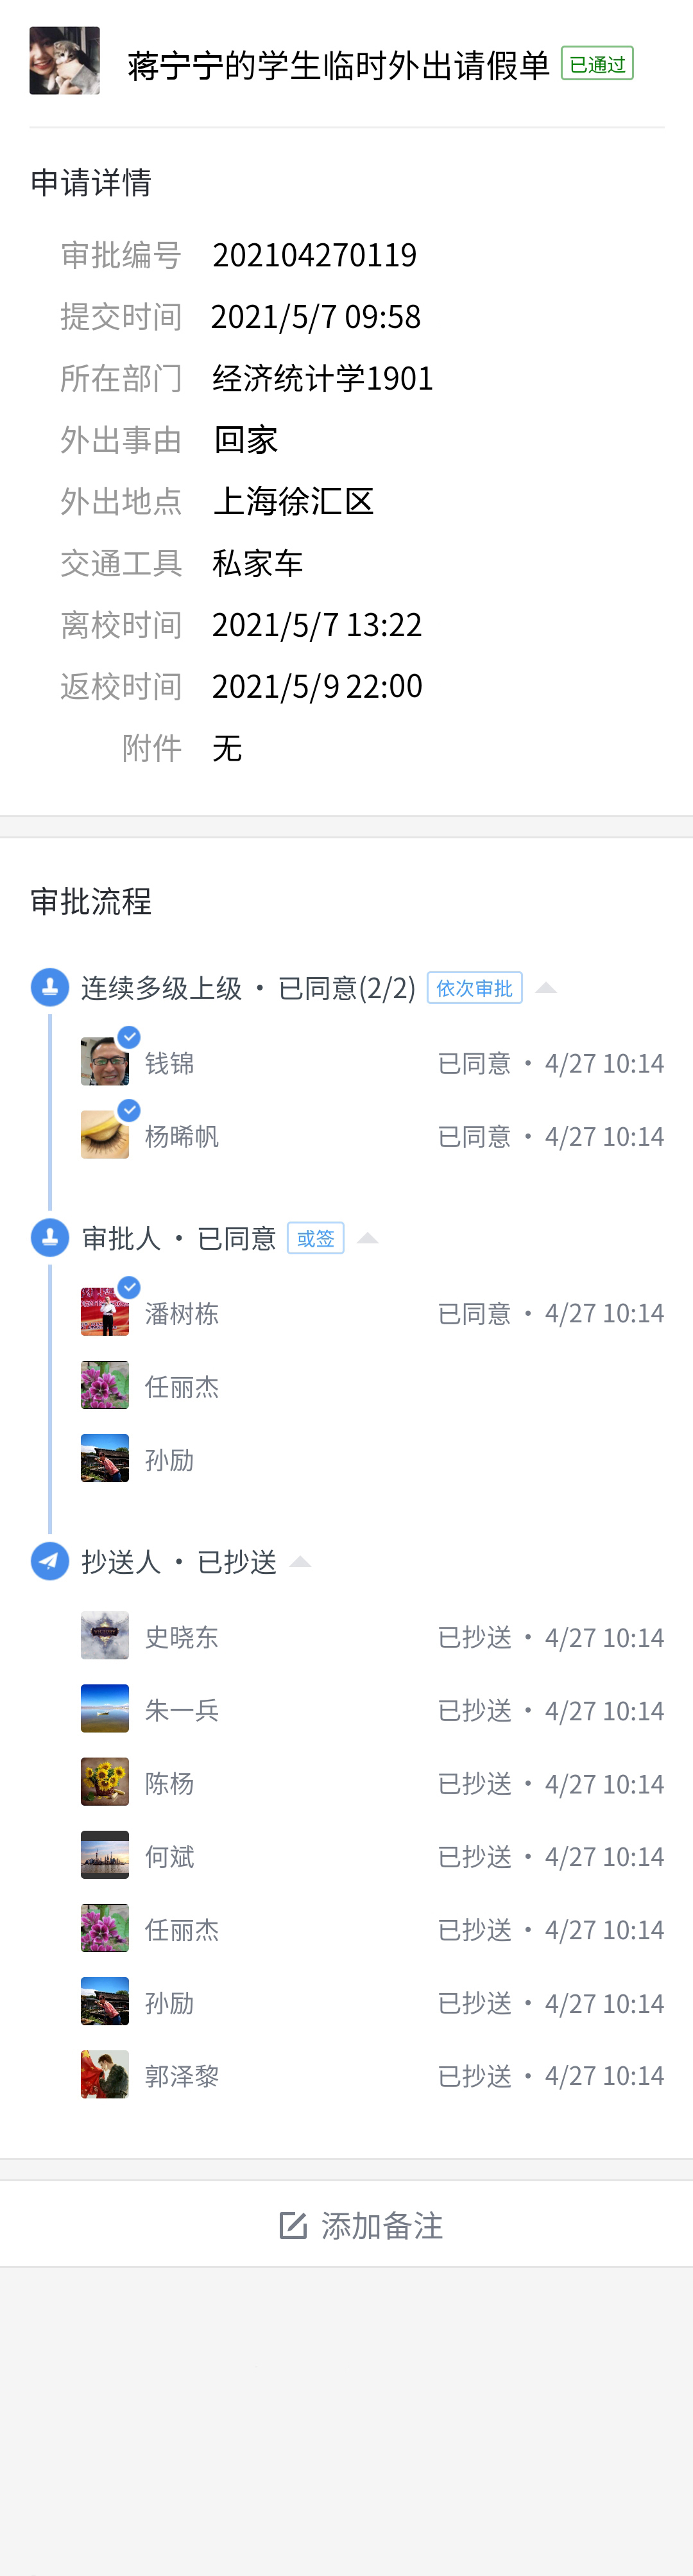 蒋宁宁的学生临时外出请假单 已通过
申请详情
审批编号 202104270119
提交时间 2021/5/7 09:58
所在部门 经济统计学1901
外出事由 回家
外出地点 上海徐汇区
交通工具 私家车
离校时间 2021/5/7 13:22
返校时间 2021/5/9 22:00
附件 无
审批流程
连续多级上级 · 已同意(2/2) 依次审批
钱锦 已同意 · 4/27 10:14
杨晞帆 已同意 · 4/27 10:14
审批人 · 已同意 或签
潘树栋 已同意 · 4/27 10:14
任丽杰
孙励
抄送人 · 已抄送
史晓东 已抄送 · 4/27 10:14
朱一兵 已抄送 · 4/27 10:14
陈杨 已抄送 · 4/27 10:14
何斌 已抄送 · 4/27 10:14
任丽杰 已抄送 · 4/27 10:14
孙励 已抄送 · 4/27 10:14
郭泽黎 已抄送 · 4/27 10:14
添加备注